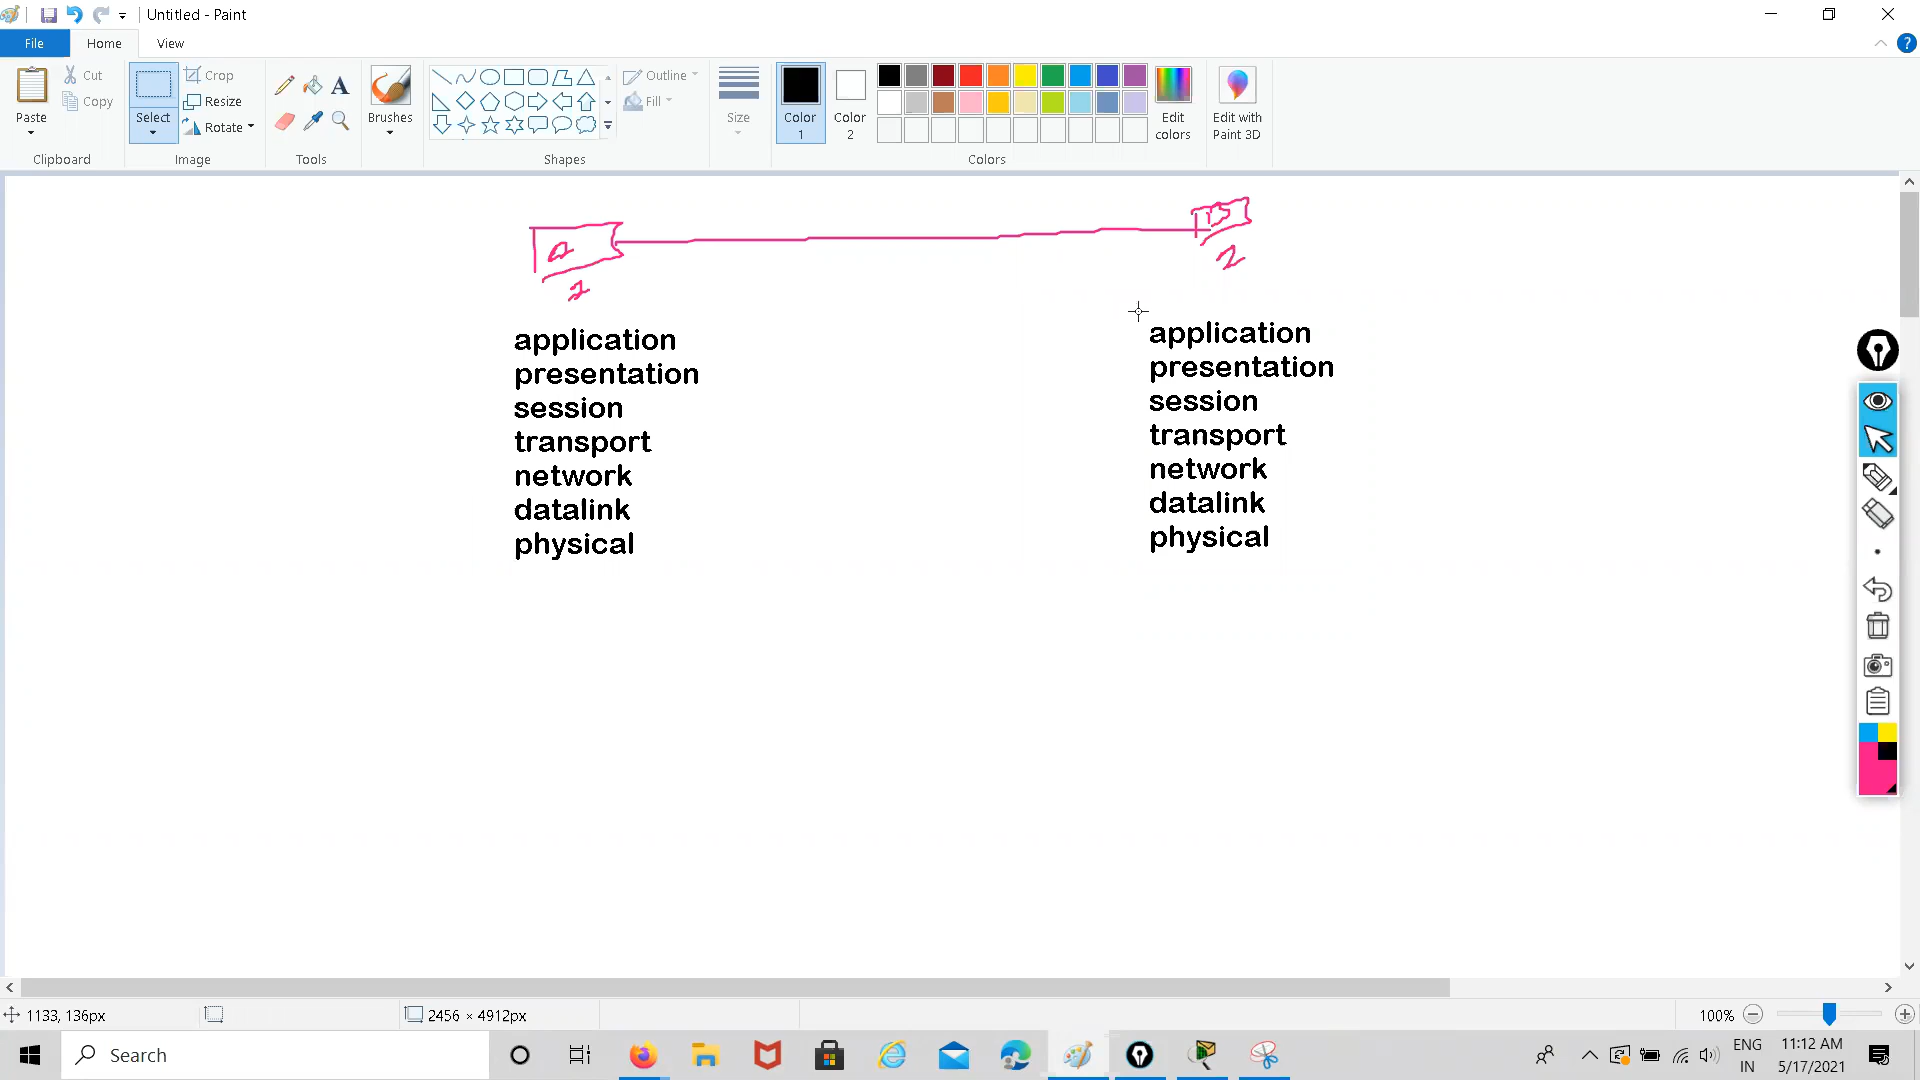 Untitled - Paint
File Home View
Paste
Cut
Copy
Clipboard
Select
Crop
Resize
Rotate
Image
Tools
Brushes
Shapes
Outline
Fill
Size
Color 1
Color 2
Colors
Edit colors
Edit with Paint 3D
B
2
2
application
presentation
session
transport
network
datalink
physical
application
presentation
session
transport
network
datalink
physical
1133, 136px
2456 × 4912px
100%
Search
ENG
IN
11:12 AM
5/17/2021